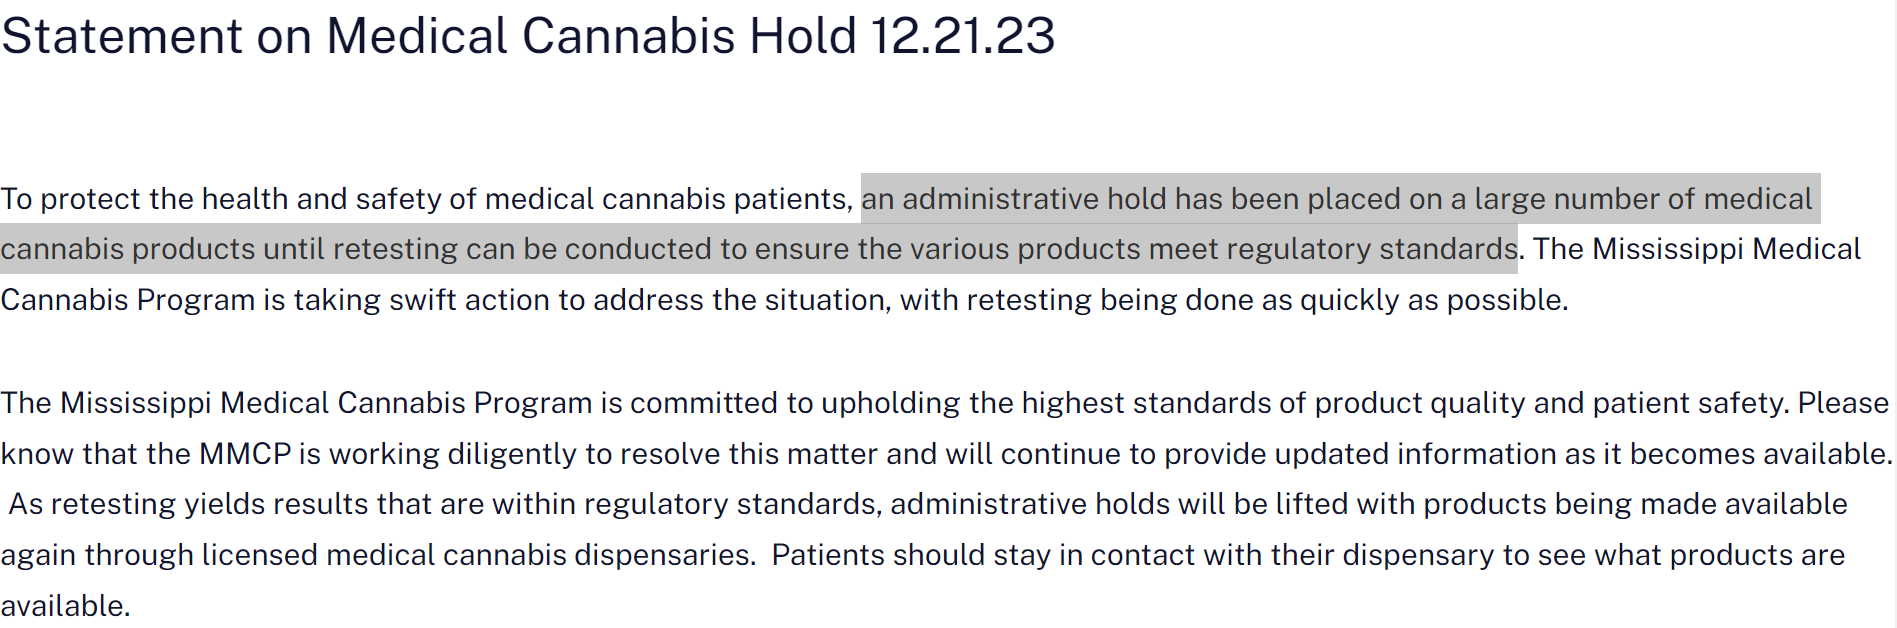 Statement on Medical Cannabis Hold 12.21.23
To protect the health and safety of medical cannabis patients, an administrative hold has been placed on a large number of medical
cannabis products until retesting can be conducted to ensure the various products meet regulatory standards. The Mississippi Medical
Cannabis Program is taking swift action to address the situation, with retesting being done as quickly as possible.
The Mississippi Medical Cannabis Program is committed to upholding the highest standards of product quality and patient safety. Please
know that the MMCP is working diligently to resolve this matter and will continue to provide updated information as it becomes available.
As retesting yields results that are within regulatory standards, administrative holds will be lifted with products being made available
again through licensed medical cannabis dispensaries.  Patients should stay in contact with their dispensary to see what products are
available.